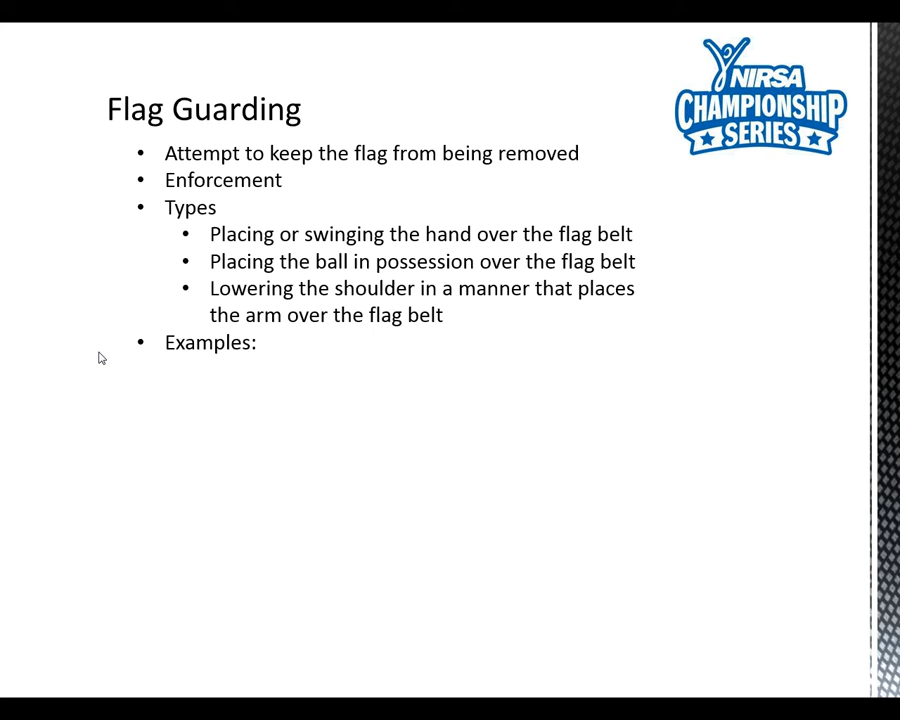 NIRSA
CHAMPIONSHIP
SERIES
Flag Guarding
• Attempt to keep the flag from being removed
• Enforcement
• Types
• Placing or swinging the hand over the flag belt
• Placing the ball in possession over the flag belt
• Lowering the shoulder in a manner that places
the arm over the flag belt
• Examples: